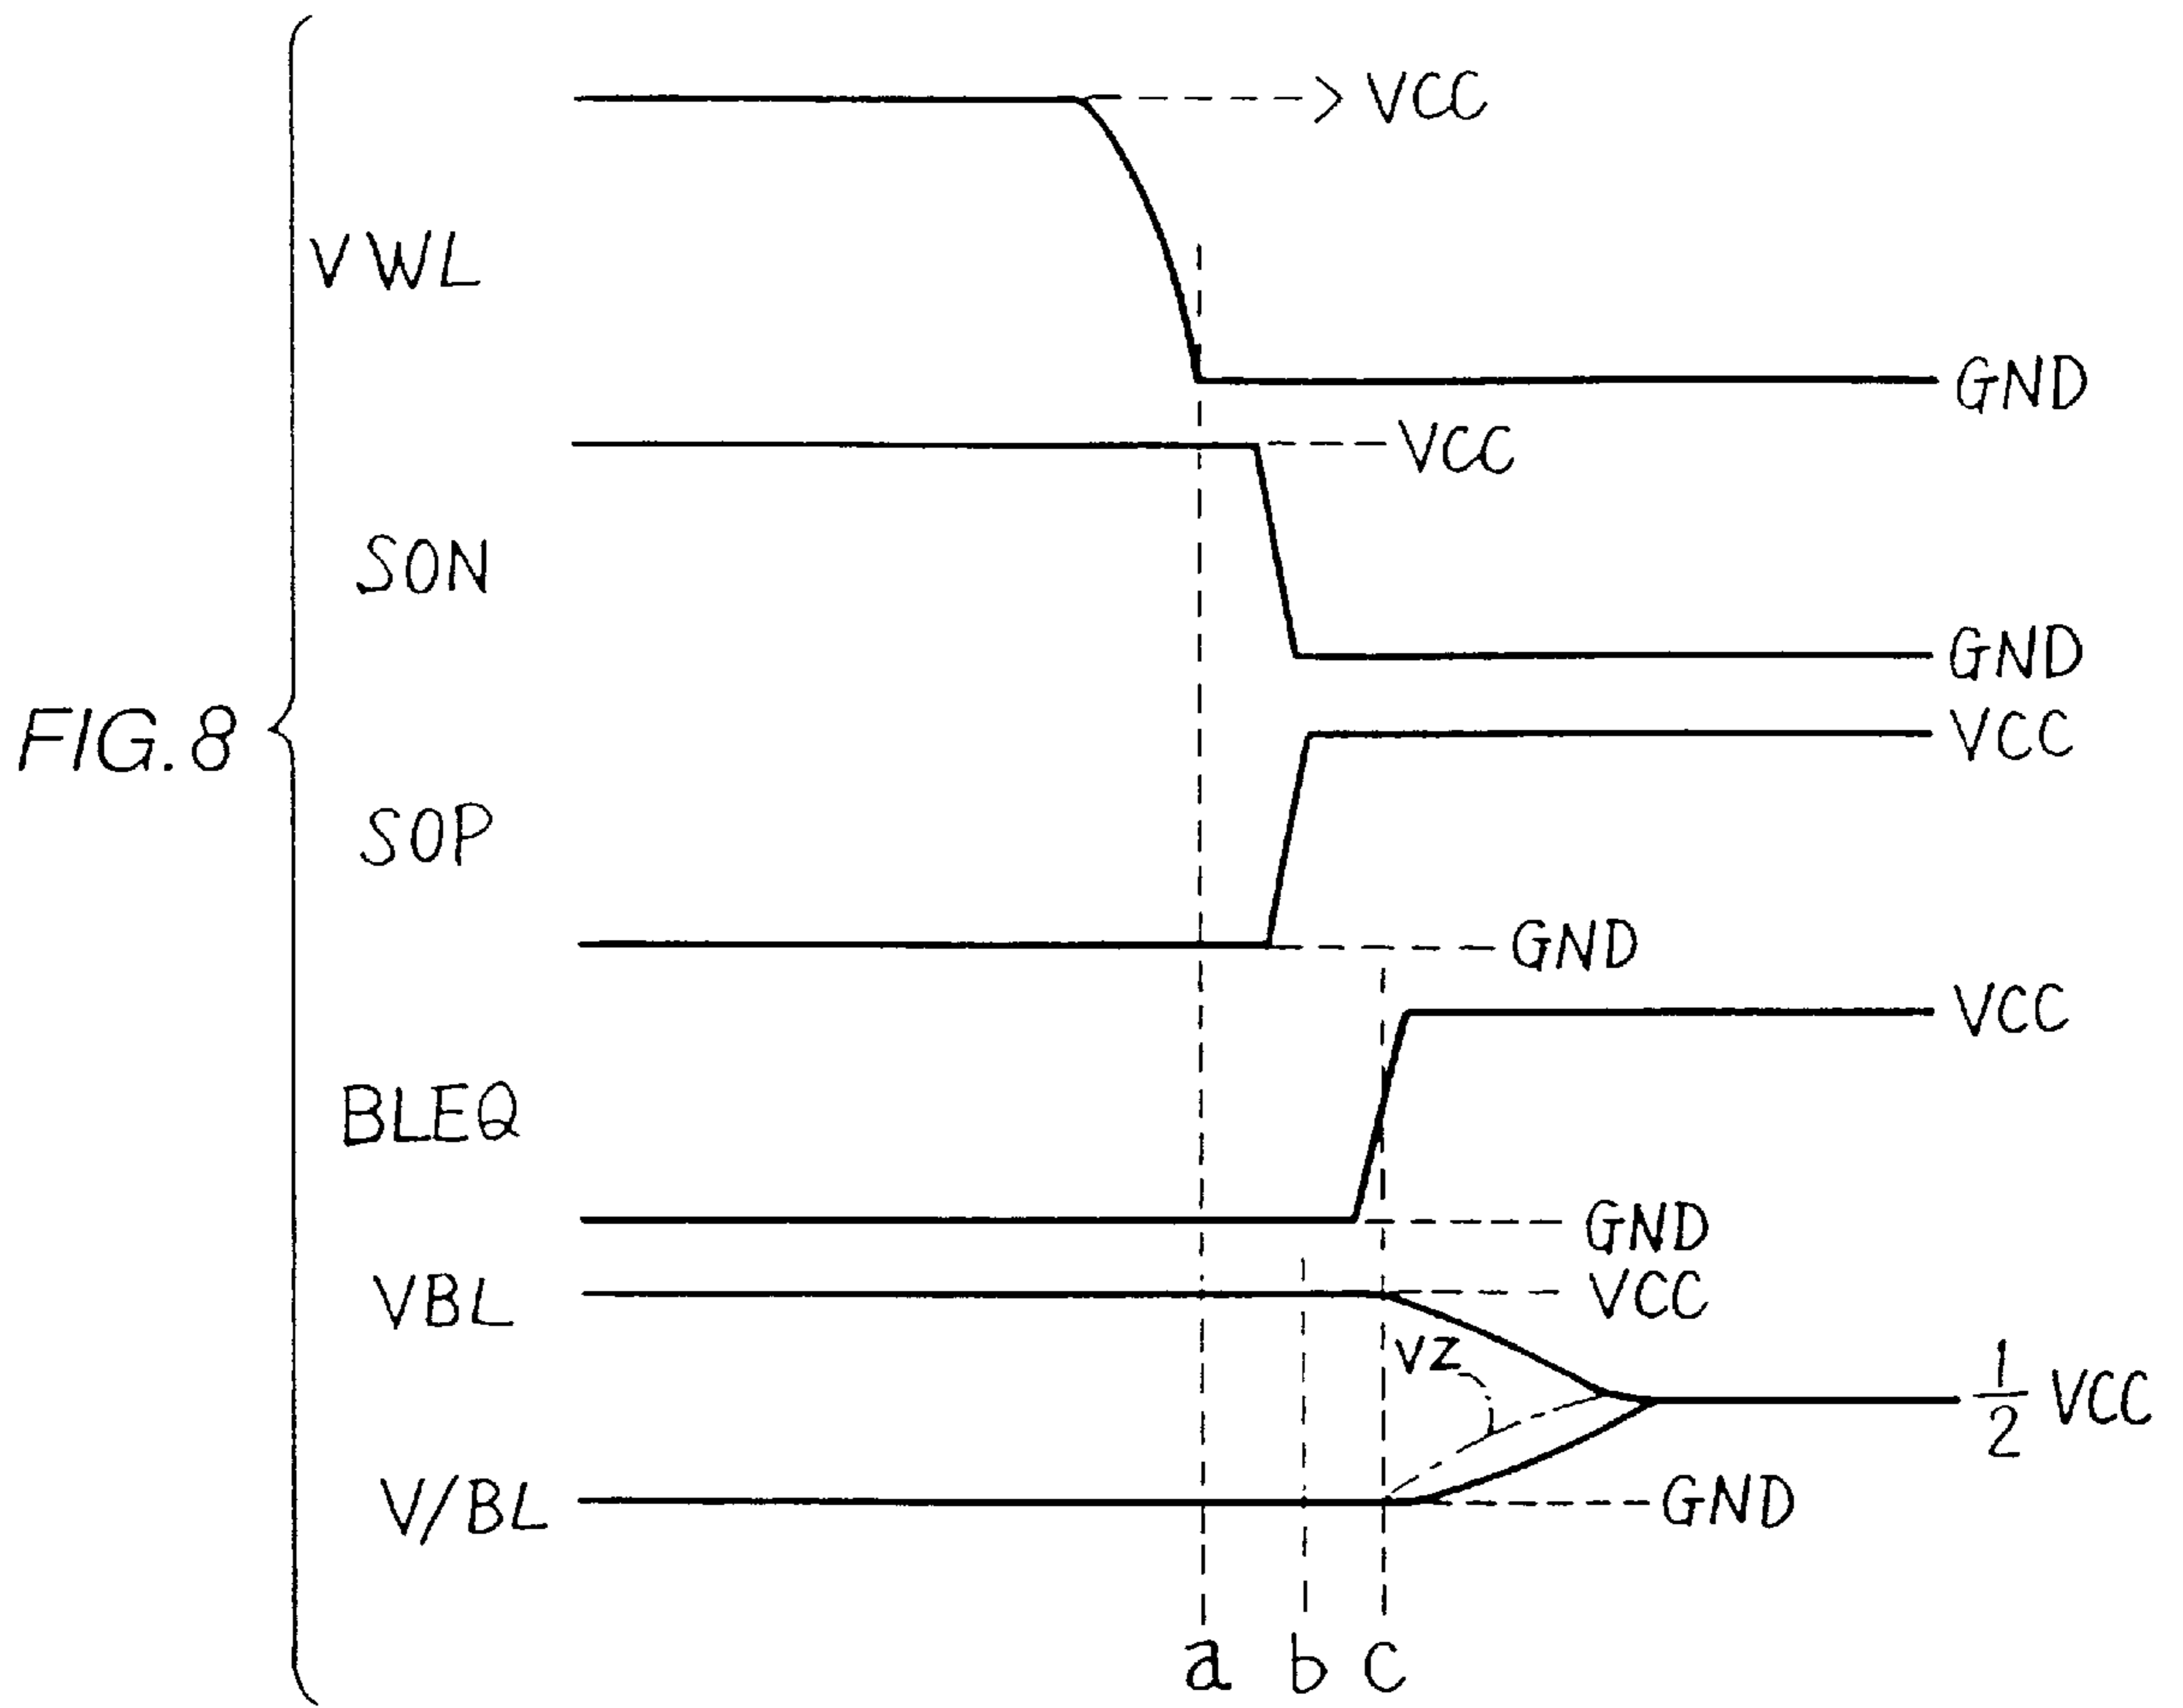 VCC
VWL
GND
VCC
SON
GND
FIG.8
VCC
SOP
GND
VCC
BLEQ
GND
VBL
VCC
VZ
1/2 VCC
V/BL
GND
a b c